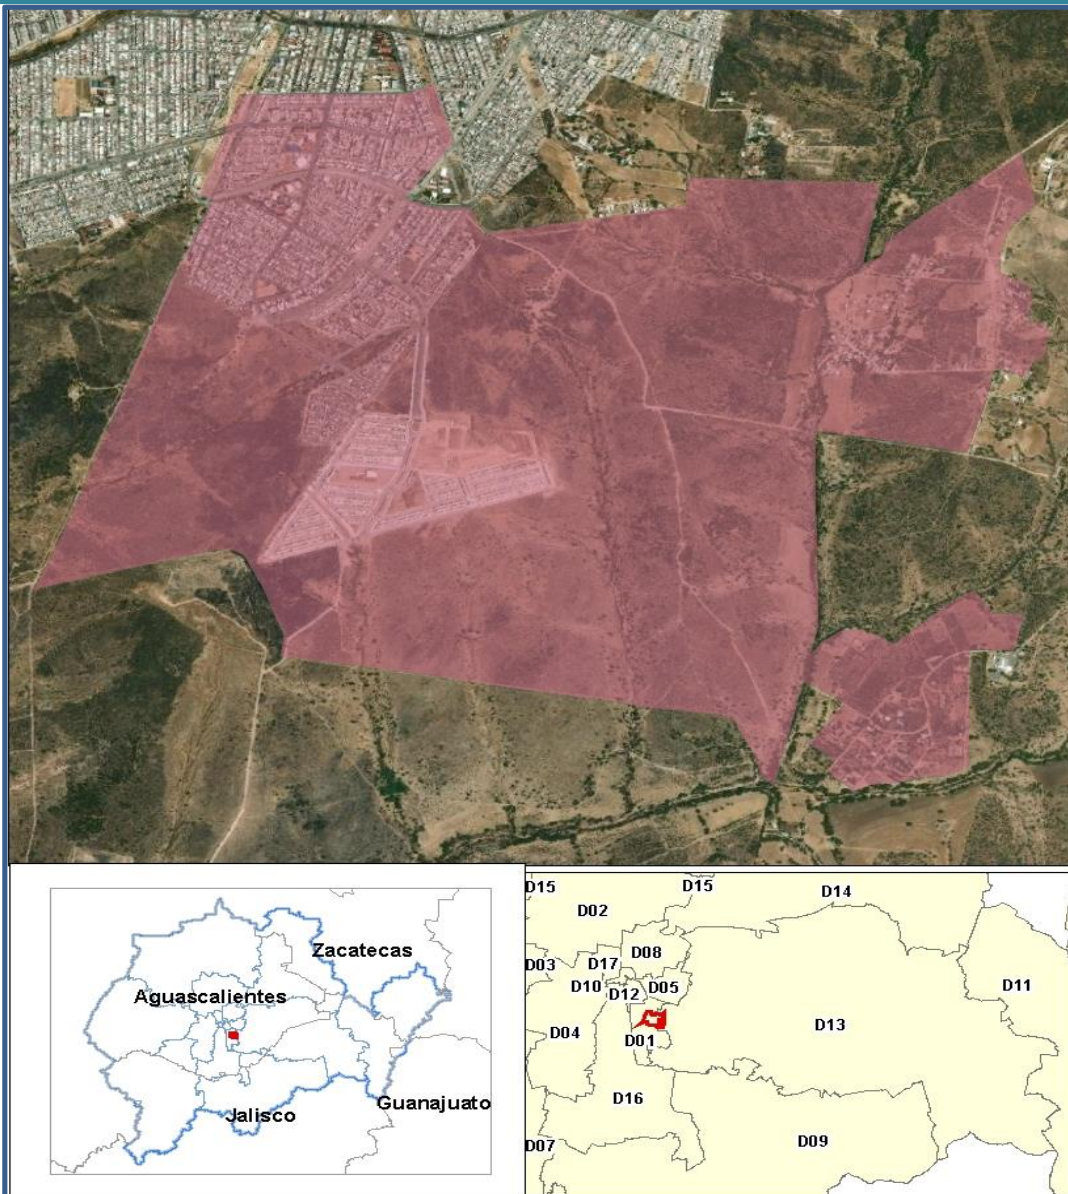 Zacatecas
Aguascalientes
Jalisco
Guanajuato
D15
D15
D14
D02
D08
D03
D17
D10
D12
D05
D11
D04
D01
D13
D16
D07
D09